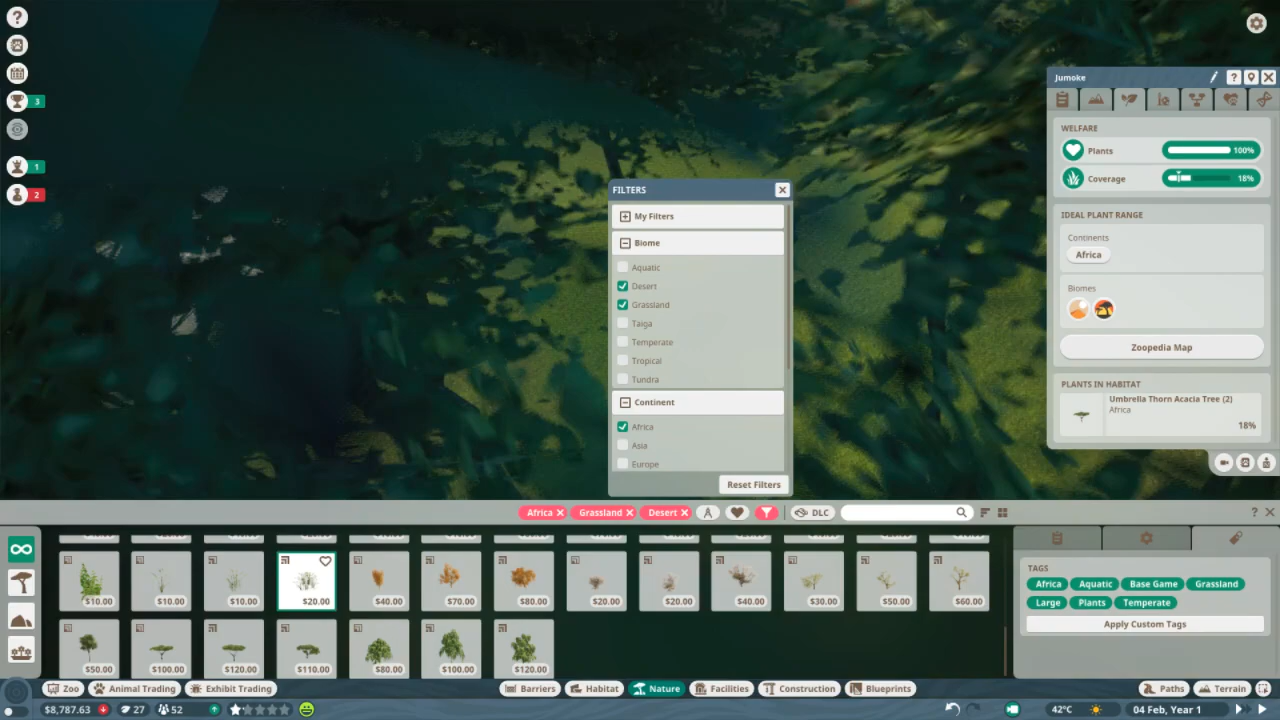 ?
3
1
2
Jumoke
?
WELFARE
Plants
100%
Coverage
18%
IDEAL PLANT RANGE
Continents
Africa
Biomes
Zoopedia Map
PLANTS IN HABITAT
Umbrella Thorn Acacia Tree (2)
Africa
18%
FILTERS
My Filters
Biome
Aquatic
Desert
Grassland
Taiga
Temperate
Tropical
Tundra
Continent
Africa
Asia
Europe
Reset Filters
Africa
Grassland
Desert
DLC
?
$10.00
$10.00
$10.00
$20.00
$40.00
$70.00
$80.00
$20.00
$20.00
$40.00
$30.00
$50.00
$60.00
$50.00
$100.00
$120.00
$110.00
$80.00
$100.00
$120.00
TAGS
Africa Aquatic Base Game Grassland
Large Plants Temperate
Apply Custom Tags
Zoo Animal Trading Exhibit Trading Barriers Habitat Nature Facilities Construction Blueprints Paths Terrain
$8,787.63 27 52 42°C 04 Feb, Year 1